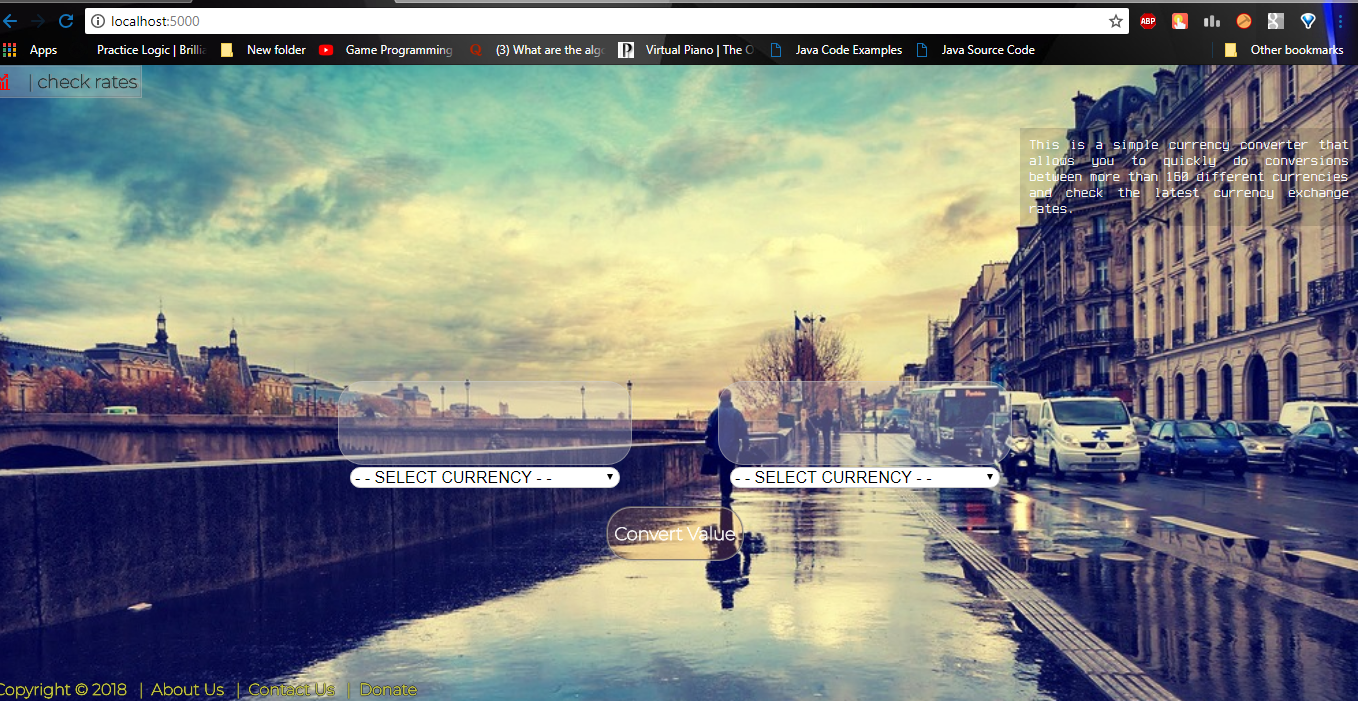 localhost:5000
ABP
Apps Practice Logic | Brillia New folder Game Programming (3) What are the algo Virtual Piano | The O Java Code Examples Java Source Code Other bookmarks
| check rates
This is a simple currency converter that
allows you to quickly do conversions
between more than 160 different currencies
and check the latest currency exchange
rates.
- - SELECT CURRENCY - - - - SELECT CURRENCY - -
Convert Value
Copyright © 2018 | About Us | Contact Us | Donate